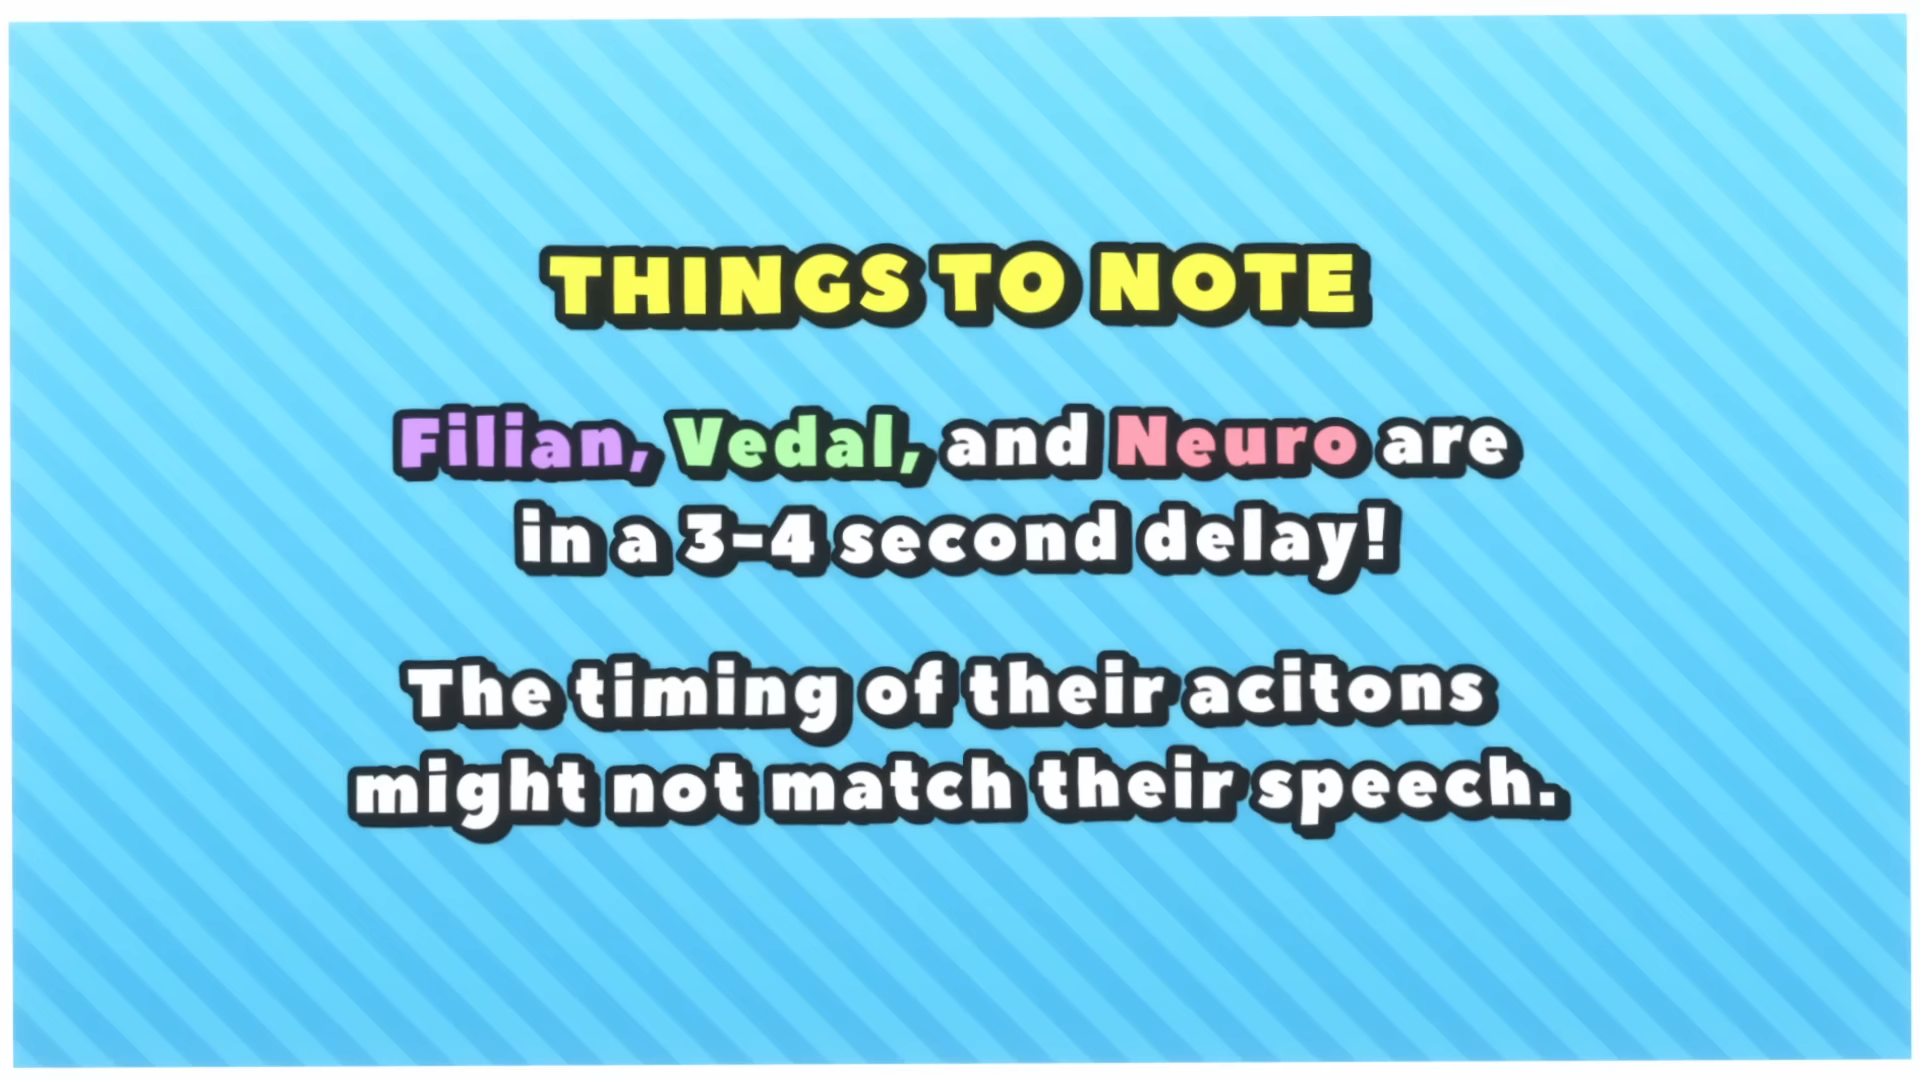 THINGS TO NOTE
Filian, Vedal, and Neuro are
in a 3-4 second delay!
The timing of their acitons
might not match their speech.